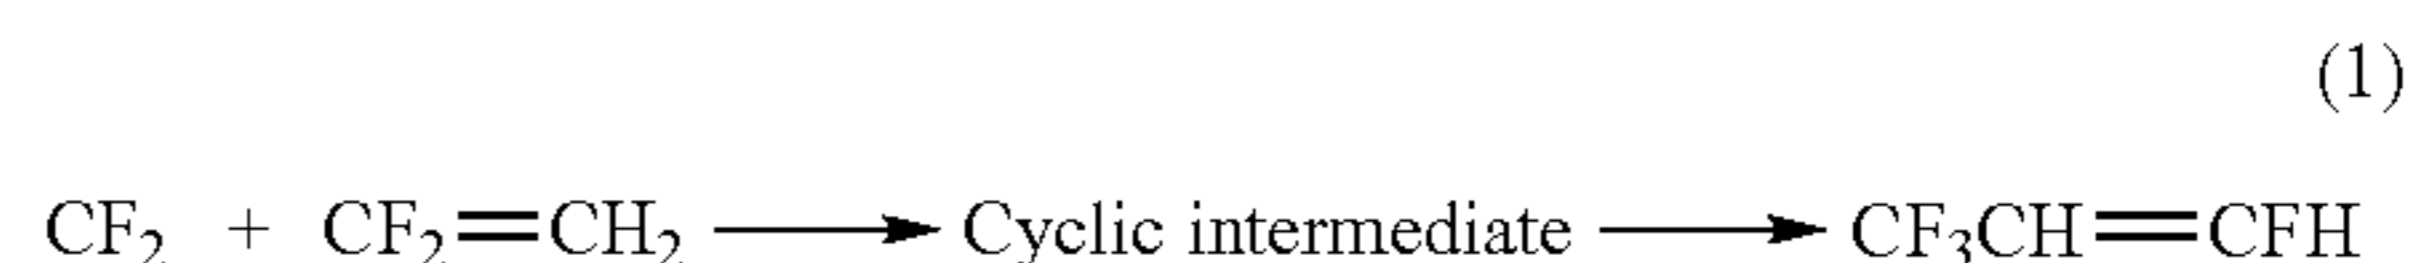 (1)
CF₂ + CF₂=CH₂ → Cyclic intermediate → CF₃CH=CFH